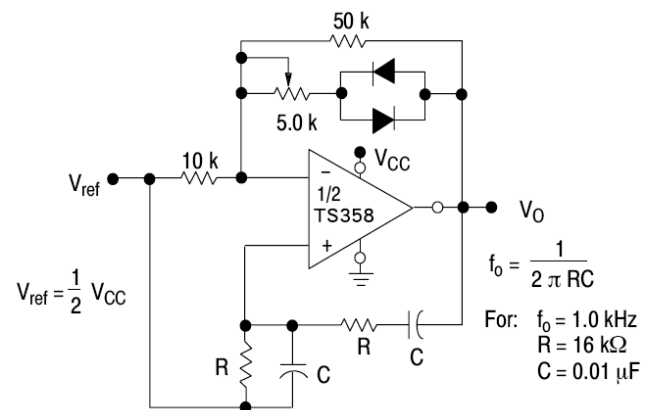 50 k
5.0 k
10 k
V_CC
V_ref
−
1/2
TS358
+
V_O
V_ref = 1/2 V_CC
f_o = 1 / 2 π RC
R
C
R
C
For: f_o = 1.0 kHz
R = 16 kΩ
C = 0.01 μF